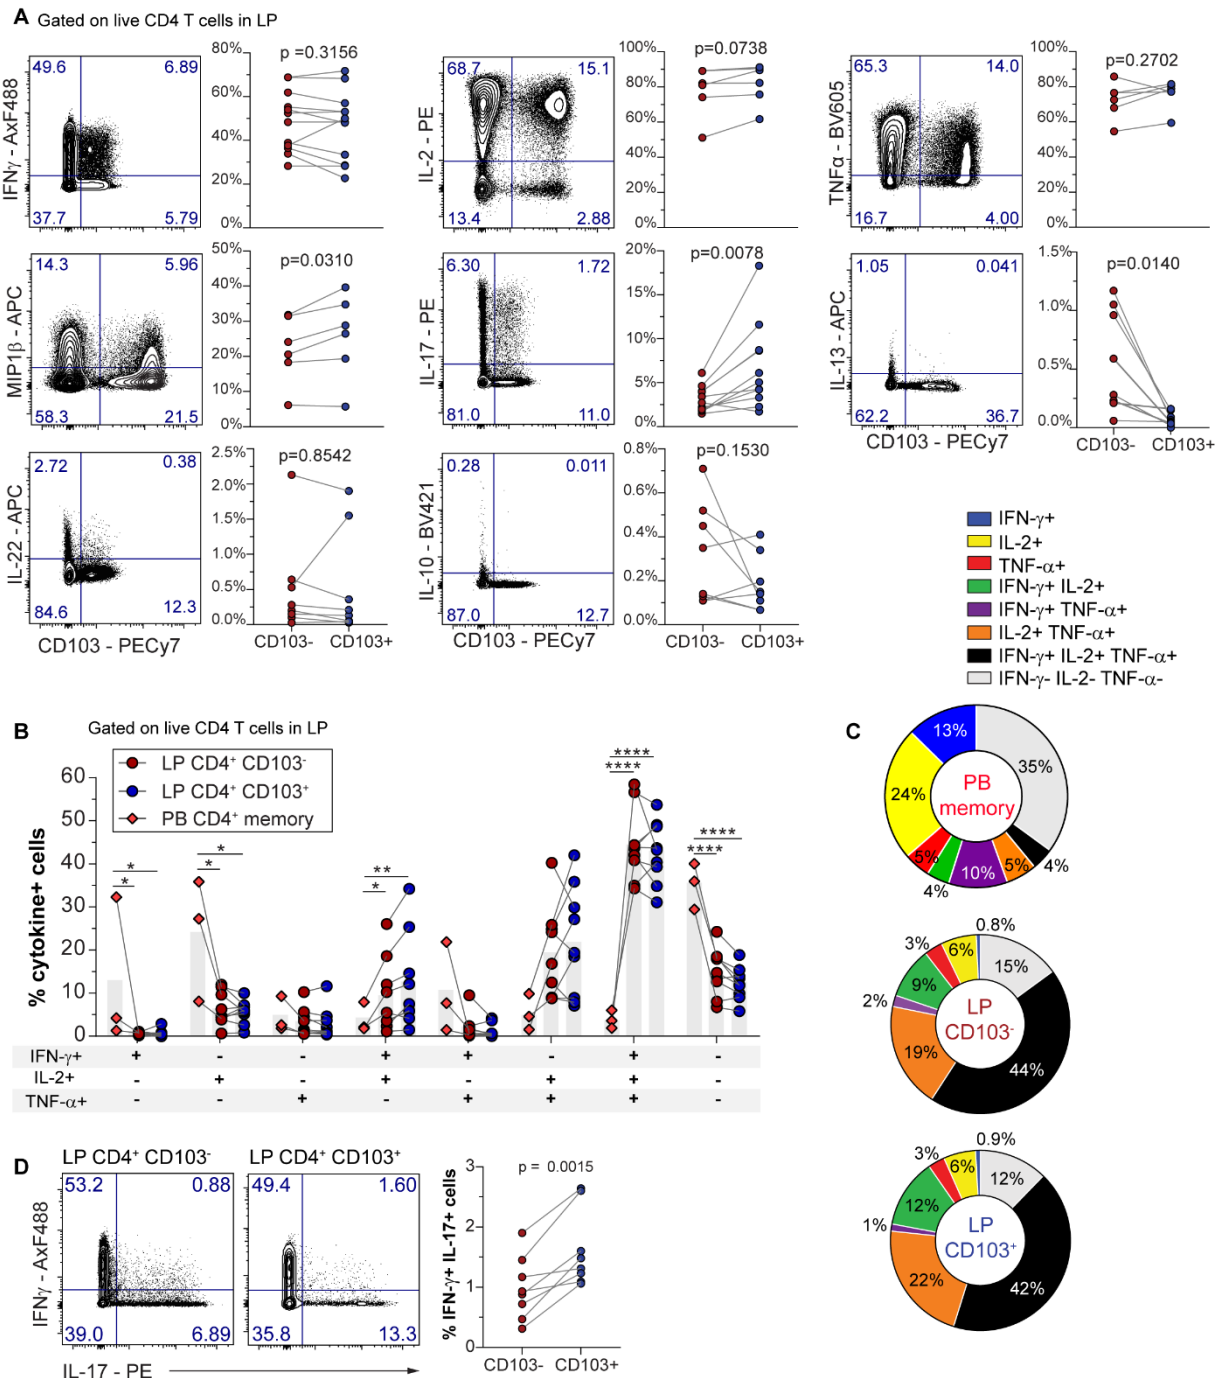 A Gated on live CD4 T cells in LP
IFNγ - AxF488
49.6 6.89
37.7 5.79
80%
60%
40%
20%
0%
p =0.3156
IL-2 - PE
68.7 15.1
13.4 2.88
100%
80%
60%
40%
20%
0%
p=0.0738
TNFα - BV605
65.3 14.0
16.7 4.00
100%
80%
60%
40%
20%
0%
p=0.2702
MIP1β - APC
14.3 5.96
58.3 21.5
50%
40%
30%
20%
10%
0%
p=0.0310
IL-17 - PE
6.30 1.72
81.0 11.0
20%
15%
10%
5%
0%
p=0.0078
IL-13 - APC
1.05 0.041
62.2 36.7
CD103 - PECy7
1.5%
1.0%
0.5%
0.0%
p=0.0140
CD103- CD103+
IL-22 - APC
2.72 0.38
84.6 12.3
CD103 - PECy7
2.5%
2.0%
1.5%
1.0%
0.5%
0.0%
p=0.8542
CD103- CD103+
IL-10 - BV421
0.28 0.011
87.0 12.7
CD103 - PECy7
0.8%
0.6%
0.4%
0.2%
0.0%
p=0.1530
CD103- CD103+
IFN-γ+
IL-2+
TNF-α+
IFN-γ+ IL-2+
IFN-γ+ TNF-α+
IL-2+ TNF-α+
IFN-γ+ IL-2+ TNF-α+
IFN-γ- IL-2- TNF-α-
B Gated on live CD4 T cells in LP
LP CD4⁺ CD103⁻
LP CD4⁺ CD103⁺
PB CD4⁺ memory
% cytokine+ cells
60
50
40
30
20
10
0
* *
* *
* **
**** ****
**** ****
IFN-γ+ + - - + + - + -
IL-2+ - + - + - + + -
TNF-α+ - - + - + + + -
C
PB
memory
13%
35%
24%
5%
4%
10%
5%
4%
LP
CD103⁻
0.8%
3%
6%
15%
9%
2%
19%
44%
LP
CD103⁺
0.9%
3%
6%
12%
12%
1%
22%
42%
D LP CD4⁺ CD103⁻ LP CD4⁺ CD103⁺
IFNγ - AxF488
53.2 0.88
39.0 6.89
49.4 1.60
35.8 13.3
IL-17 - PE
% IFN-γ+ IL-17+ cells
3
2
1
0
p = 0.0015
CD103- CD103+